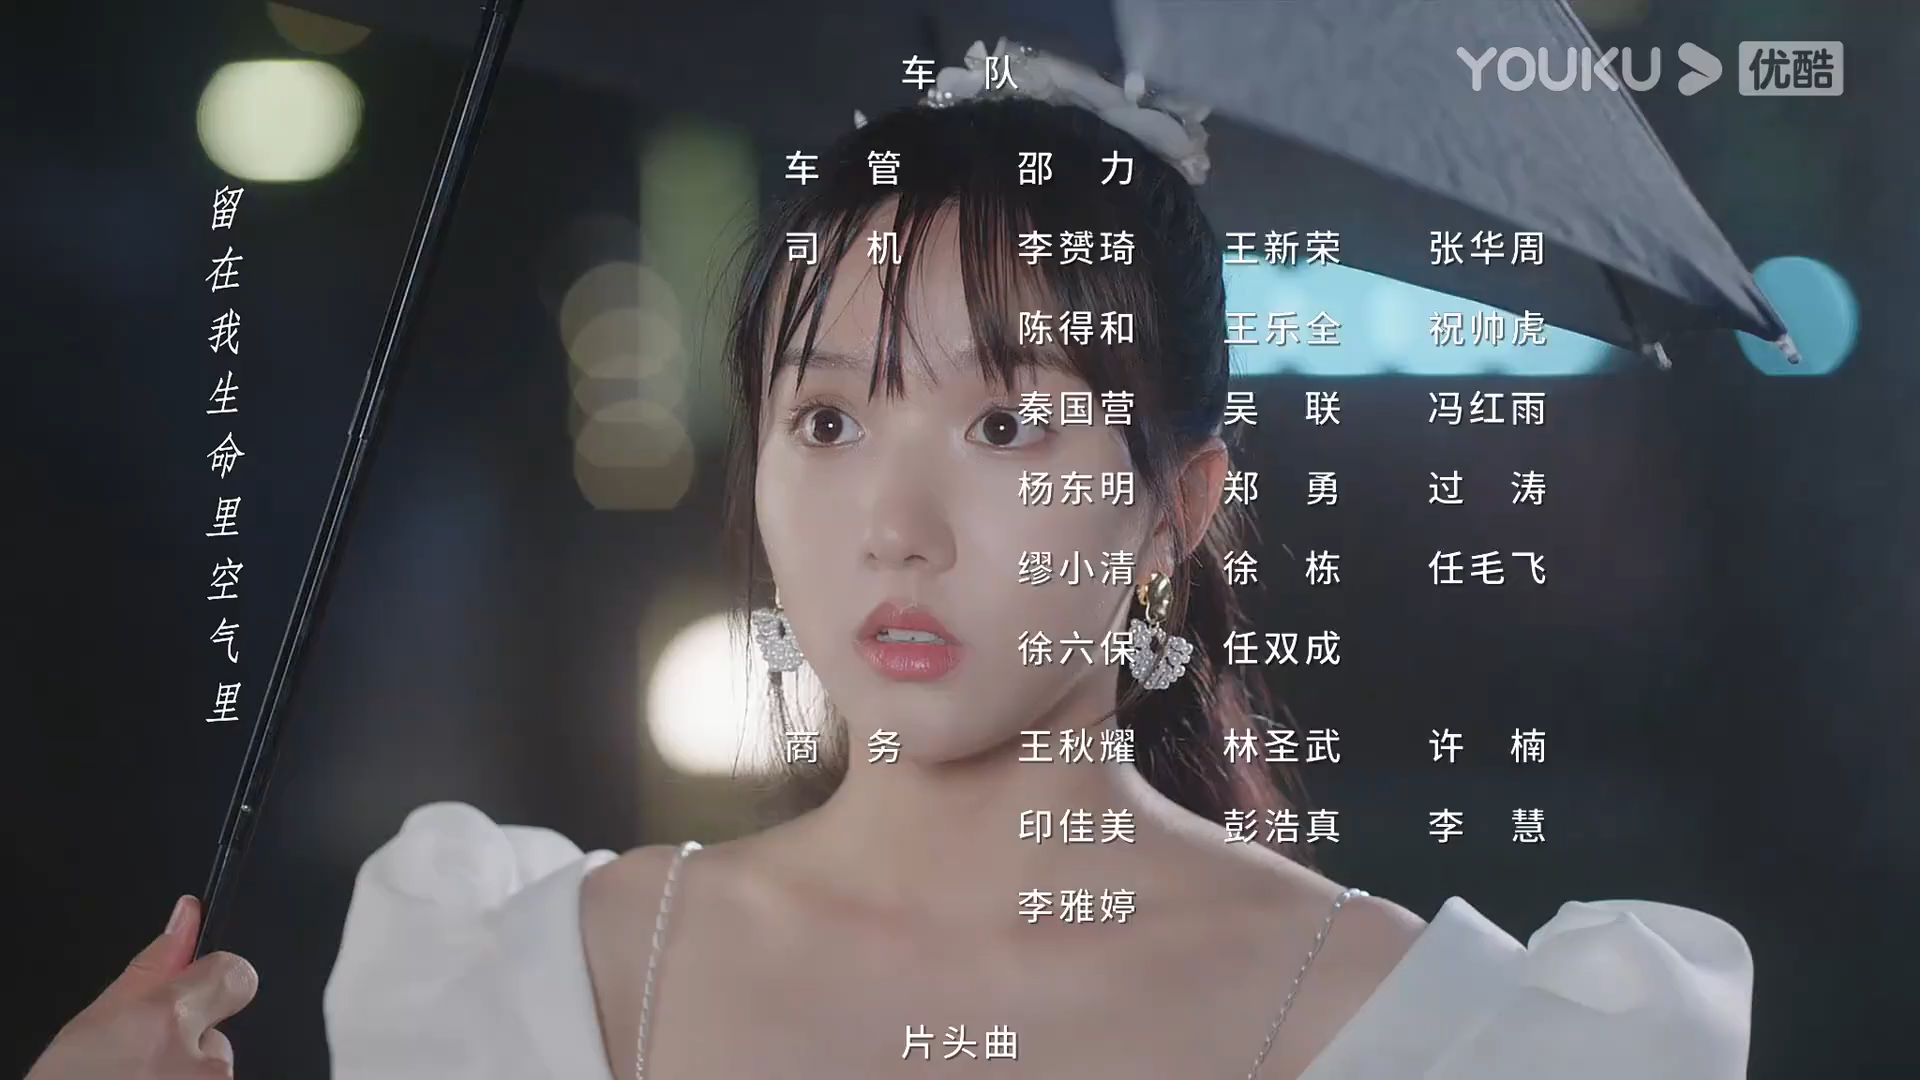 YOUKU 优酷
留在我生命里空气里
车 队
车 管 邵 力
司 机 李赟琦 王新荣 张华周
陈得和 王乐全 祝帅虎
秦国营 吴 联 冯红雨
杨东明 郑 勇 过 涛
缪小清 徐 栋 任毛飞
徐六保 任双成
商 务 王秋耀 林圣武 许 楠
印佳美 彭浩真 李 慧
李雅婷
片头曲